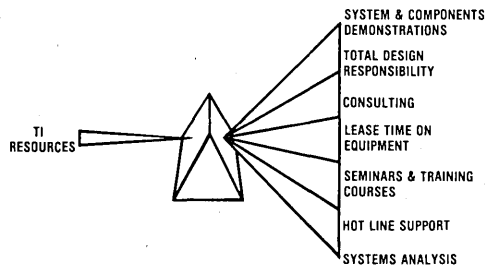 SYSTEM & COMPONENTS
DEMONSTRATIONS
TOTAL DESIGN
RESPONSIBILITY
CONSULTING
TI
RESOURCES
LEASE TIME ON
EQUIPMENT
SEMINARS & TRAINING
COURSES
HOT LINE SUPPORT
SYSTEMS ANALYSIS